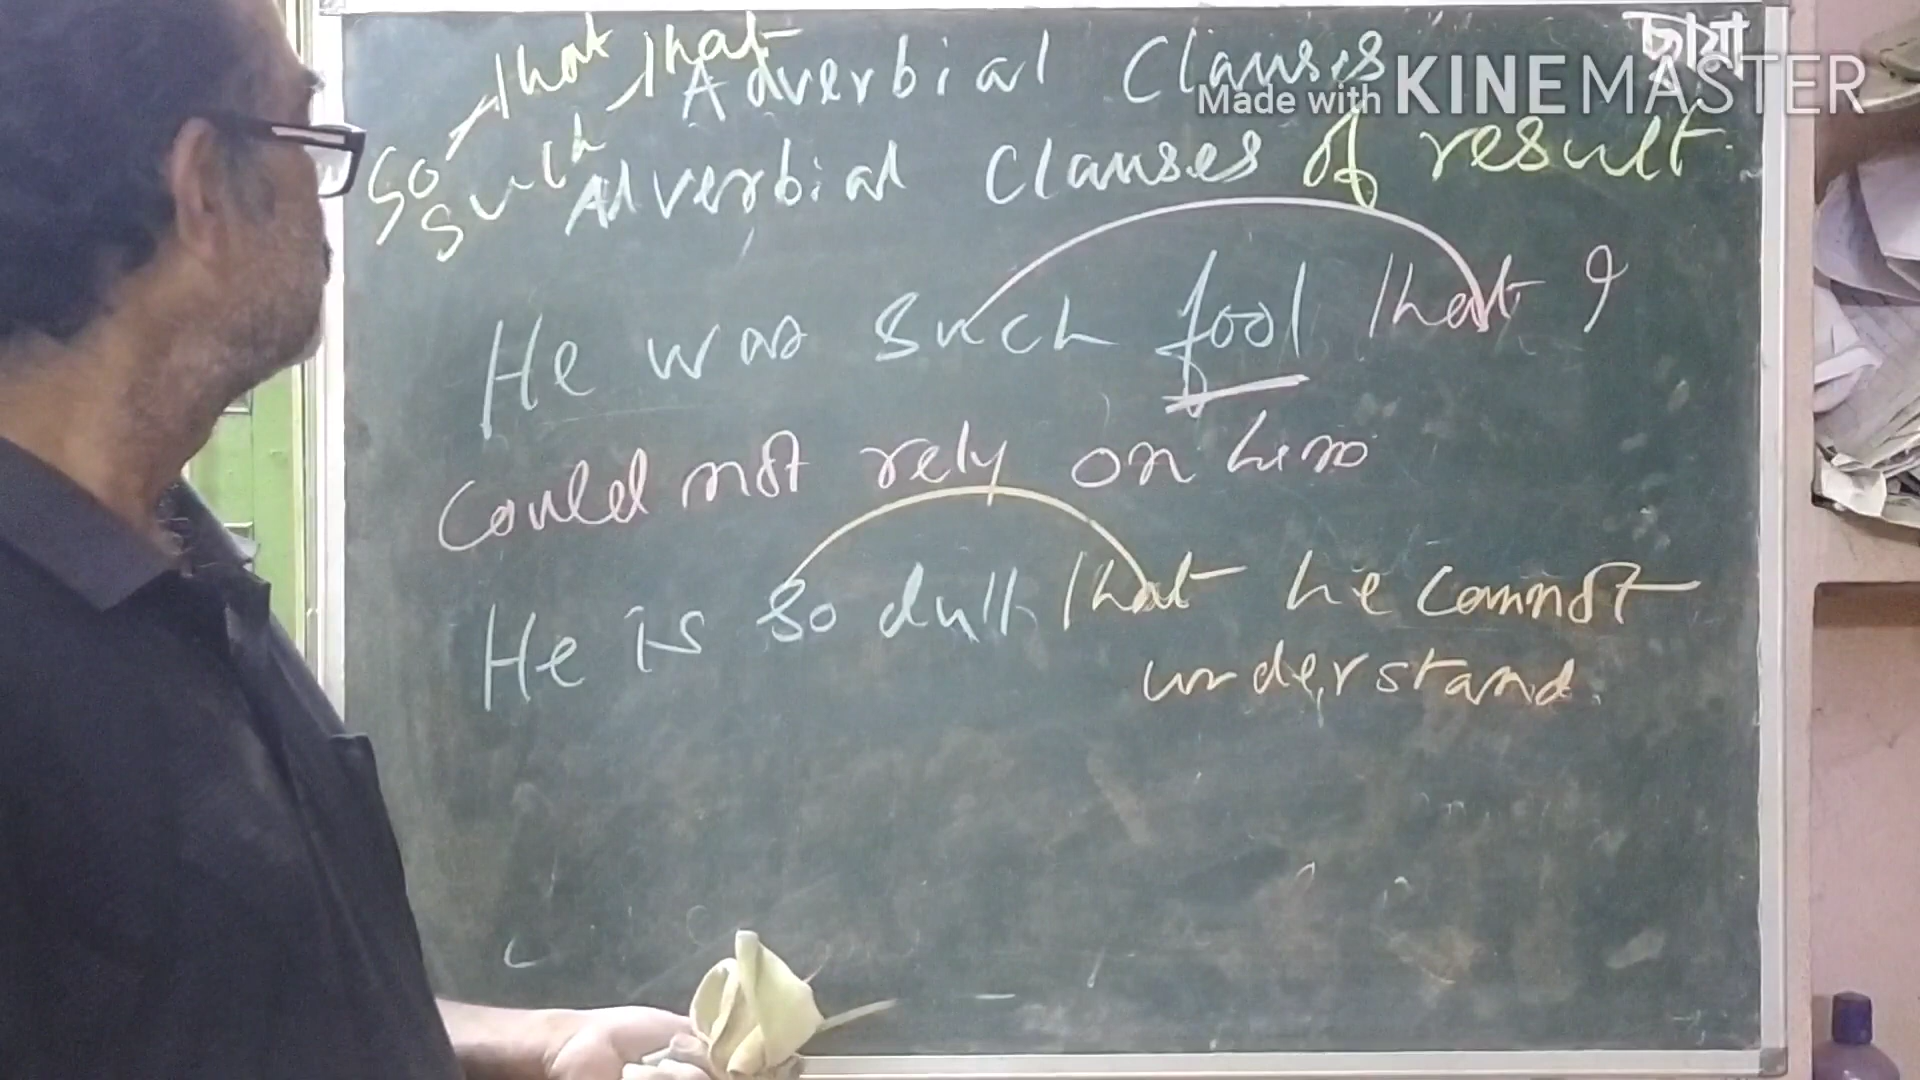 that , that Adverbial Clauses
ছায়া
Made with KINEMASTER
So such Adverbial Clauses of result
He was such fool that I
could not rely on him
He is so dull that he cannot
understand.